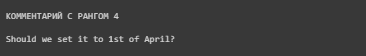 КОММЕНТАРИЙ С РАНГОМ 4
Should we set it to 1st of April?